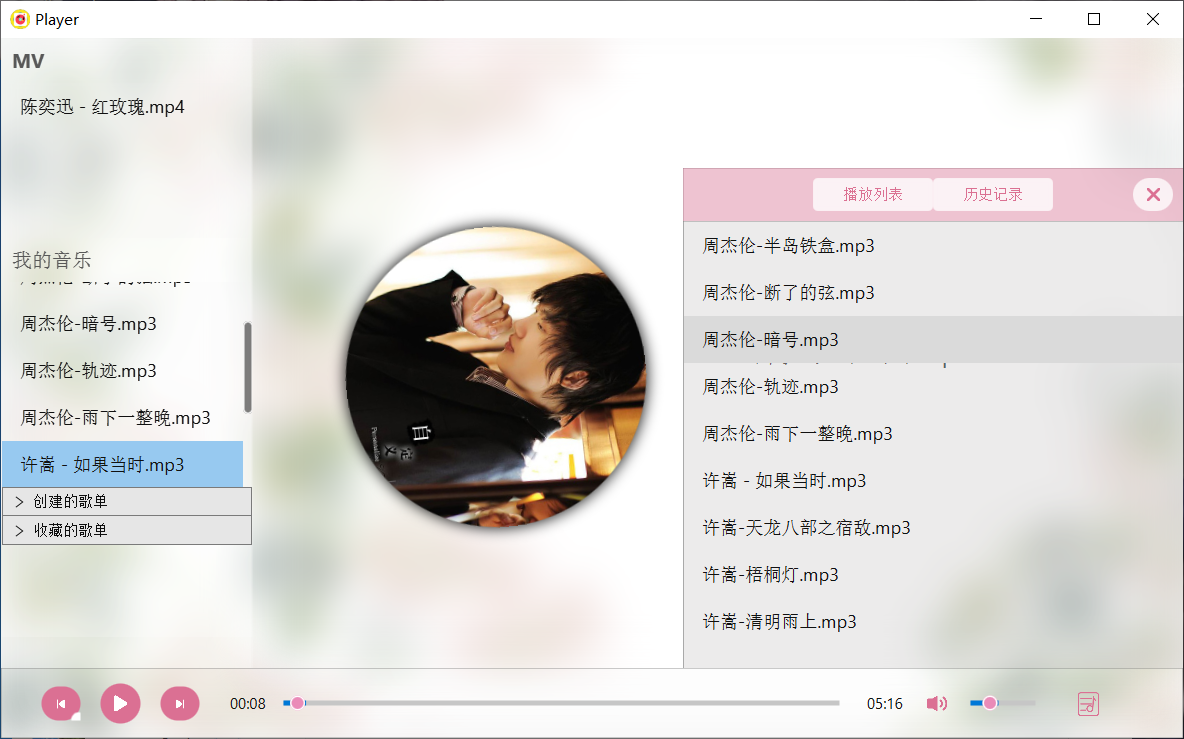 Player
MV
陈奕迅 - 红玫瑰.mp4
我的音乐
周杰伦-暗号.mp3
周杰伦-轨迹.mp3
周杰伦-雨下一整晚.mp3
许嵩 - 如果当时.mp3
创建的歌单
收藏的歌单
自定义
播放列表 历史记录
周杰伦-半岛铁盒.mp3
周杰伦-断了的弦.mp3
周杰伦-暗号.mp3
周杰伦-轨迹.mp3
周杰伦-雨下一整晚.mp3
许嵩 - 如果当时.mp3
许嵩-天龙八部之宿敌.mp3
许嵩-梧桐灯.mp3
许嵩-清明雨上.mp3
00:08 05:16